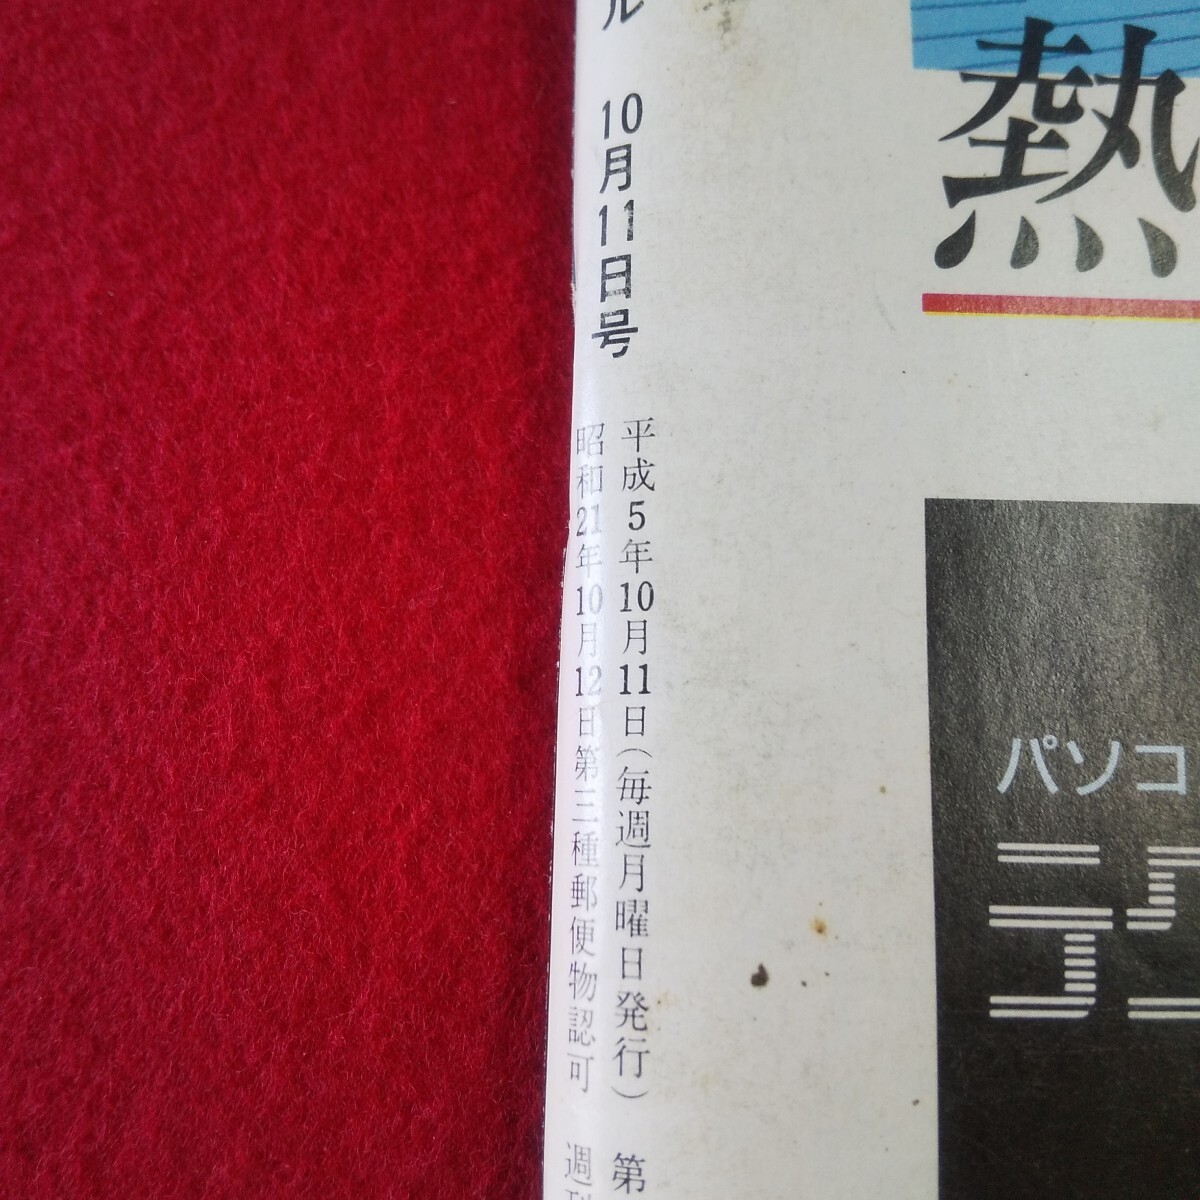 ル 10月11日号
平成5年10月11日（毎週月曜日発行） 第
昭和21年10月12日第三種郵便物認可 週刊
熱
パソコ